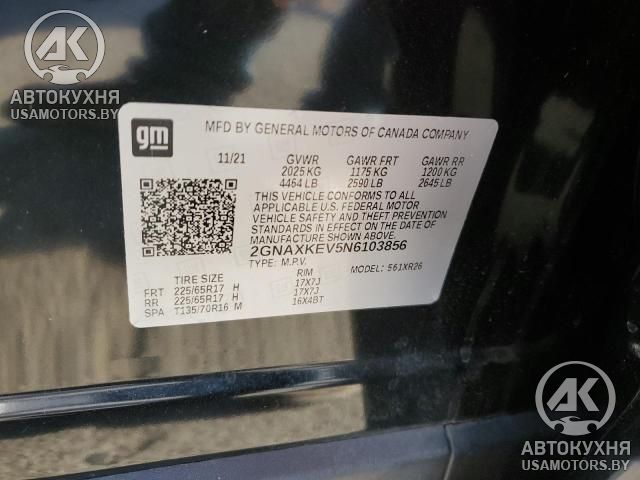 AK
АВТОКУХНЯ
USAMOTORS.BY
gm
MFD BY GENERAL MOTORS OF CANADA COMPANY
11/21 GVWR GAWR FRT GAWR RR
2025 KG 1175 KG 1200 KG
4464 LB 2590 LB 2645 LB
THIS VEHICLE CONFORMS TO ALL
APPLICABLE U.S. FEDERAL MOTOR
VEHICLE SAFETY AND THEFT PREVENTION
STANDARDS IN EFFECT ON THE DATE OF
MANUFACTURE SHOWN ABOVE.
2GNAXKEV5N6103856
TYPE: M.P.V. MODEL: 561XR26
TIRE SIZE RIM
FRT 225/65R17 H 17X7J
RR 225/65R17 H 17X7J
SPA T135/70R16 M 16X4BT
AK
АВТОКУХНЯ
USAMOTORS.BY